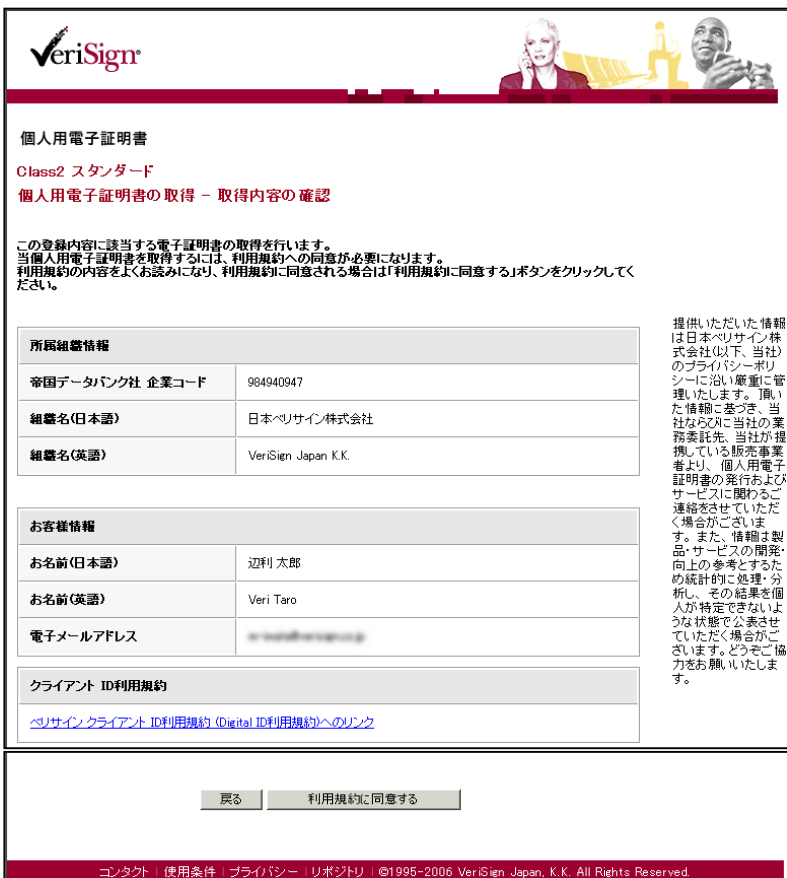 VeriSign
個人用電子証明書
Class2 スタンダード
個人用電子証明書の取得 － 取得内容の確認
この登録内容に該当する電子証明書の取得を行います。
当個人用電子証明書を取得するには、利用規約への同意が必要になります。
利用規約の内容をよくお読みになり、利用規約に同意される場合は「利用規約に同意する」ボタンをクリックしてく
ださい。
所属組織情報
帝国データバンク社 企業コード 984940947
組織名(日本語) 日本ベリサイン株式会社
組織名(英語) VeriSign Japan K.K.
お客様情報
お名前(日本語) 辺利 太郎
お名前(英語) Veri Taro
電子メールアドレス
クライアント ID利用規約
ベリサイン クライアント ID利用規約 (Digital ID利用規約)へのリンク
提供いただいた情報
は日本ベリサイン株
式会社(以下、当社)
のプライバシーポリ
シーに沿い厳重に管
理いたします。頂い
た情報に基づき、当
社ならびに当社の業
務委託先、当社が提
携している販売事業
者より、個人用電子
証明書の発行および
サービスに関わるご
連絡をさせていただ
く場合がございま
す。また、情報は製
品・サービスの開発・
向上の参考とするた
め統計的に処理・分
析し、その結果を個
人が特定できないよ
うな状態で公表させ
ていただく場合がご
ざいます。どうぞご協
力をお願いいたしま
す。
戻る 利用規約に同意する
コンタクト | 使用条件 | プライバシー | リポジトリ | ©1995-2006 VeriSign Japan, K.K. All Rights Reserved.